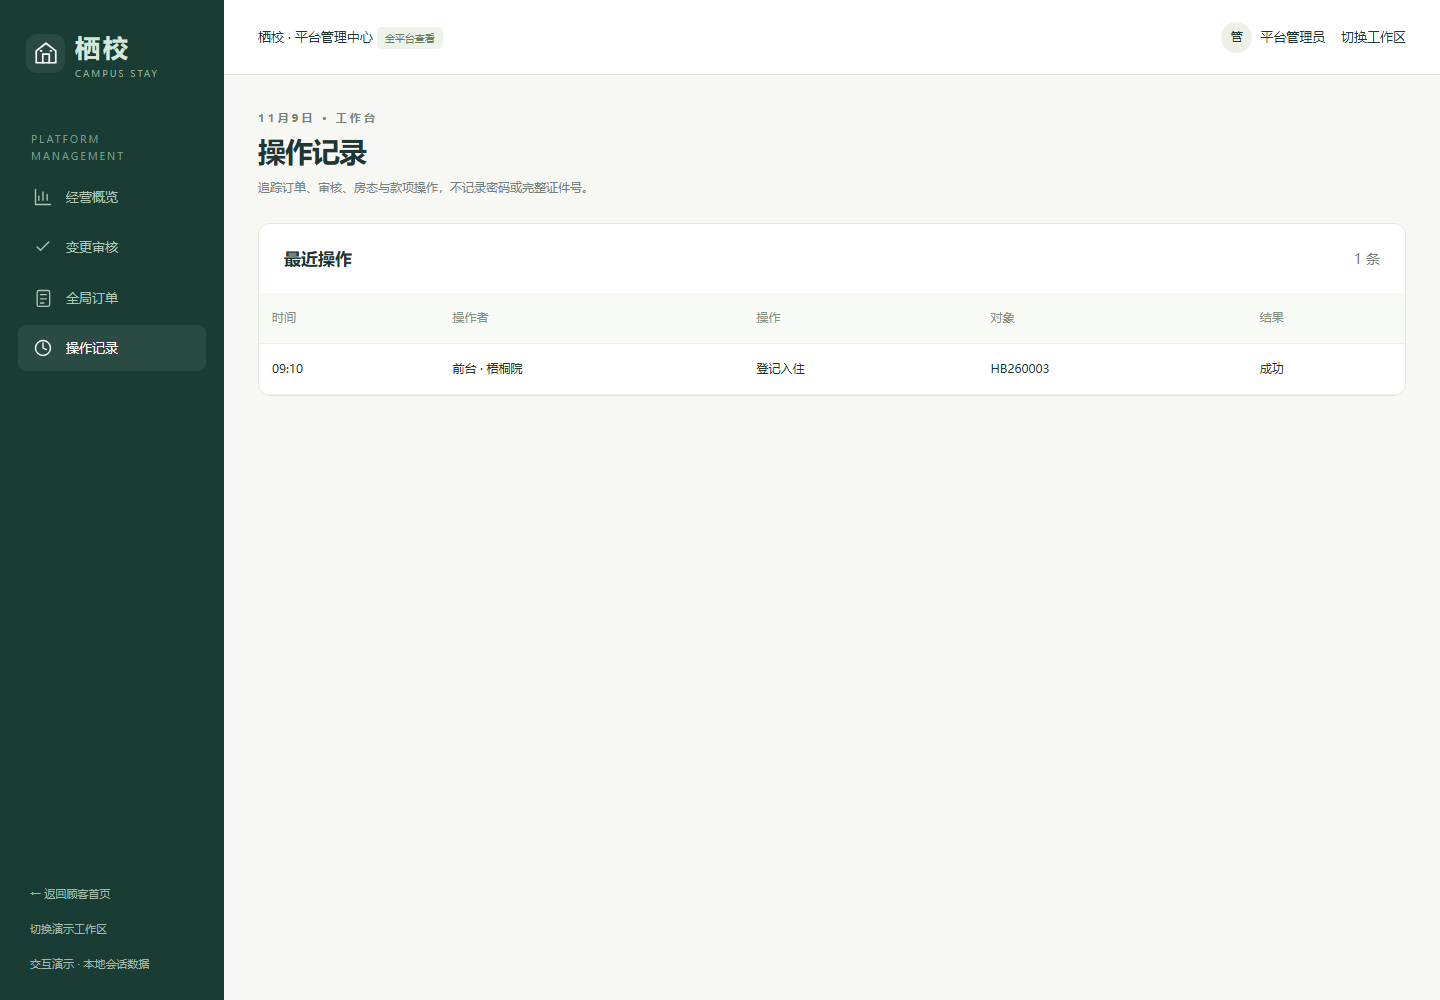 栖校
CAMPUS STAY
PLATFORM
MANAGEMENT
经营概览
变更审核
全局订单
操作记录
← 返回顾客首页
切换演示工作区
交互演示 · 本地会话数据
栖校 · 平台管理中心 全平台查看
管 平台管理员 切换工作区
11月9日 • 工作台
操作记录
追踪订单、审核、房态与款项操作，不记录密码或完整证件号。
最近操作 1 条
时间 操作者 操作 对象 结果
09:10 前台 · 梧桐院 登记入住 HB260003 成功